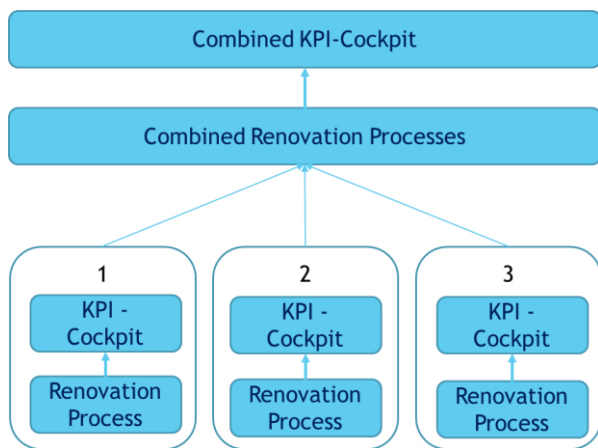 Combined KPI-Cockpit
Combined Renovation Processes
1
KPI -
Cockpit
Renovation
Process
2
KPI -
Cockpit
Renovation
Process
3
KPI -
Cockpit
Renovation
Process